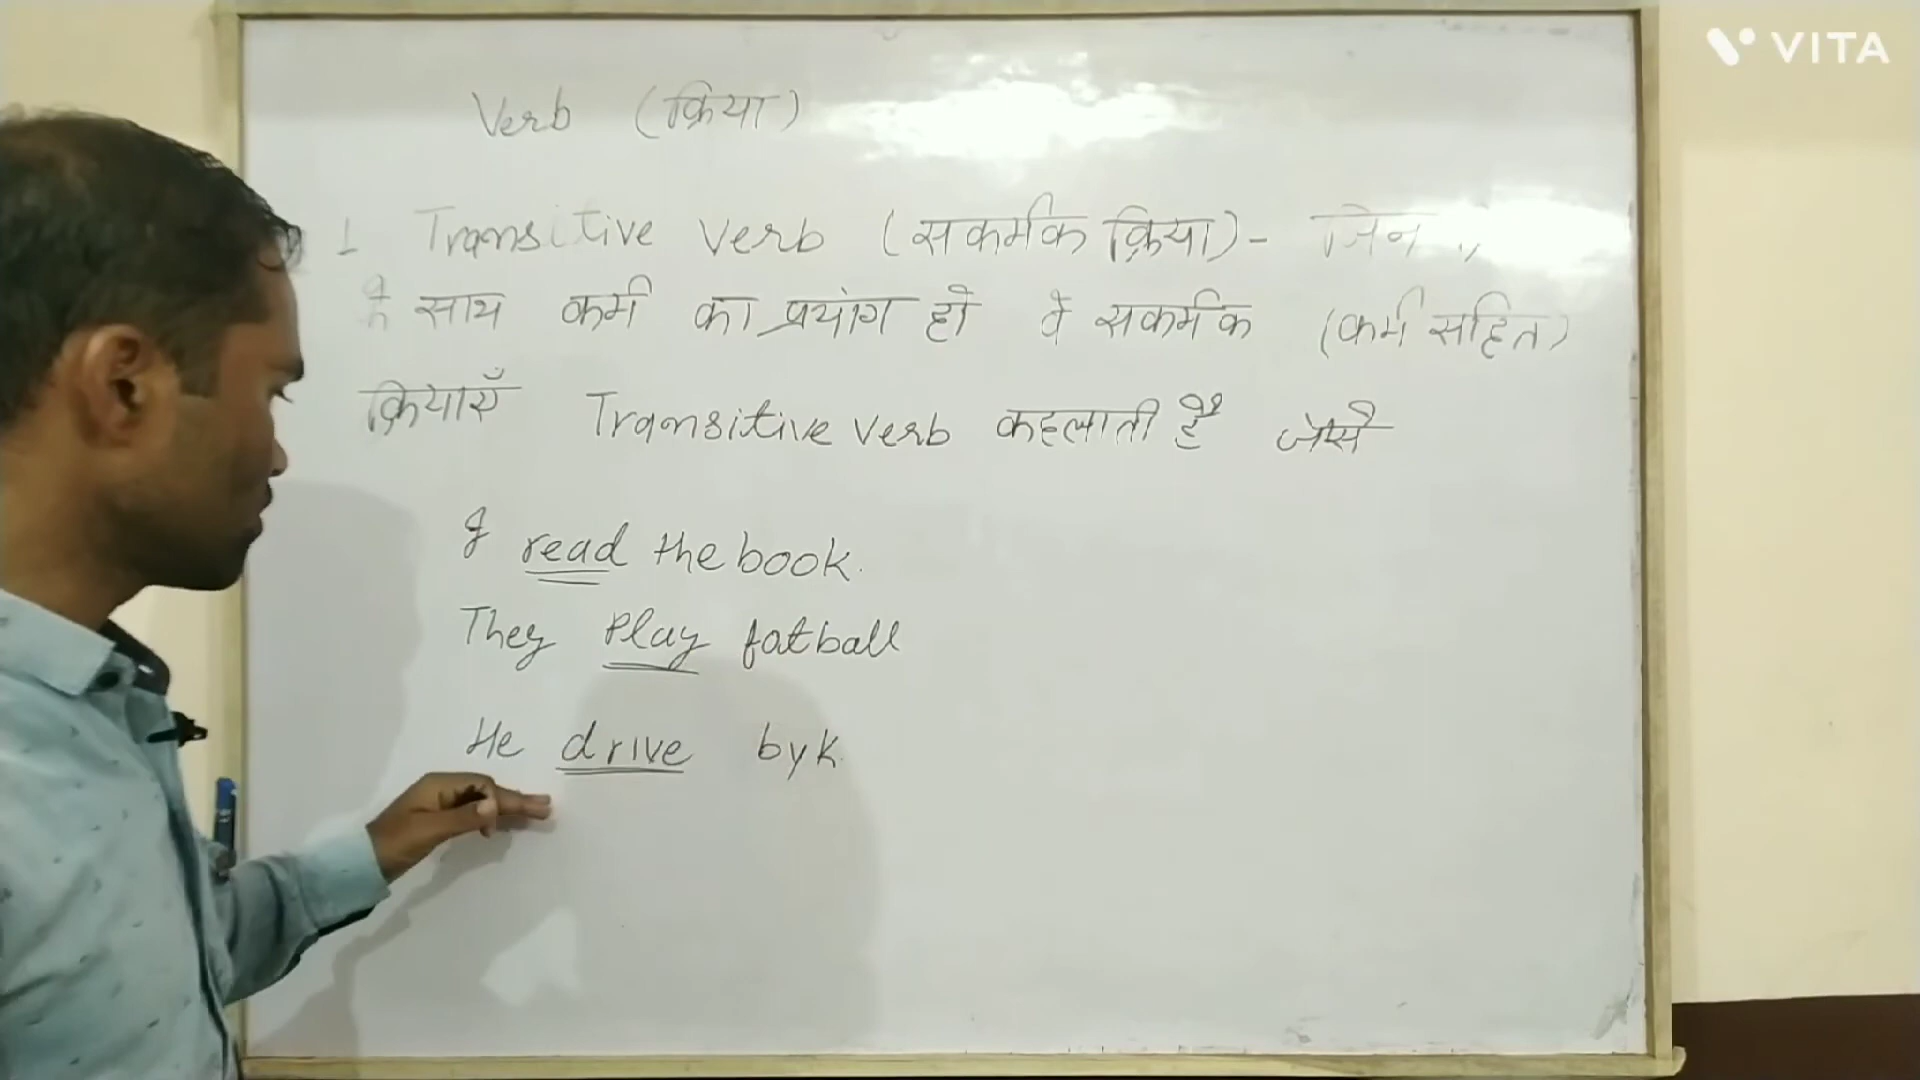 VITA
Verb (क्रिया)
1 Transitive Verb (सकर्मक क्रिया) - जिन
के साथ कर्म का प्रयोग हो वे सकर्मक (कर्म सहित)
क्रियाएँ Transitive Verb कहलाती हैं जैसे
I read the book.
They Play fatball
He drive byk.